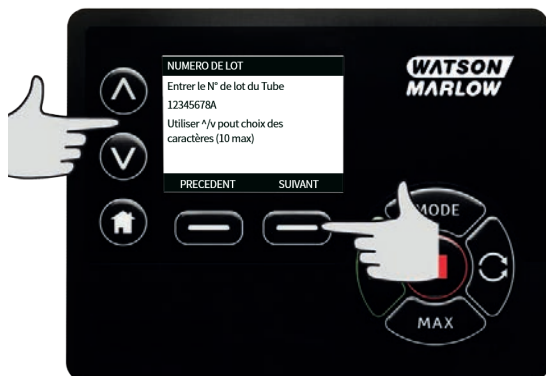 NUMERO DE LOT
Entrer le N° de lot du Tube
12345678A
Utiliser ^/v pout choix des
caractères (10 max)
PRECEDENT SUIVANT
WATSON
MARLOW
MODE
MAX